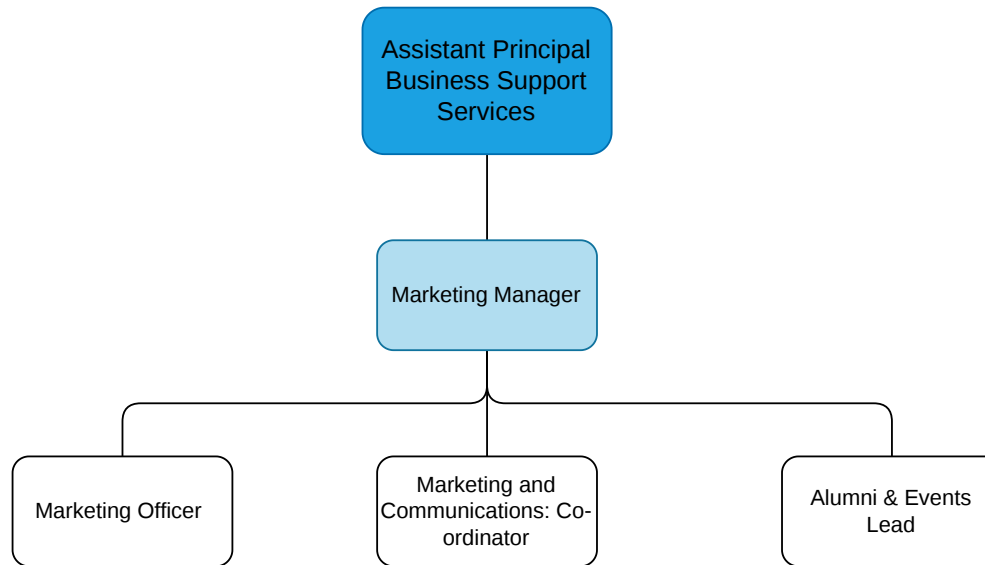 Assistant Principal
Business Support
Services
Marketing Manager
Marketing Officer
Marketing and
Communications: Co-
ordinator
Alumni & Events
Lead